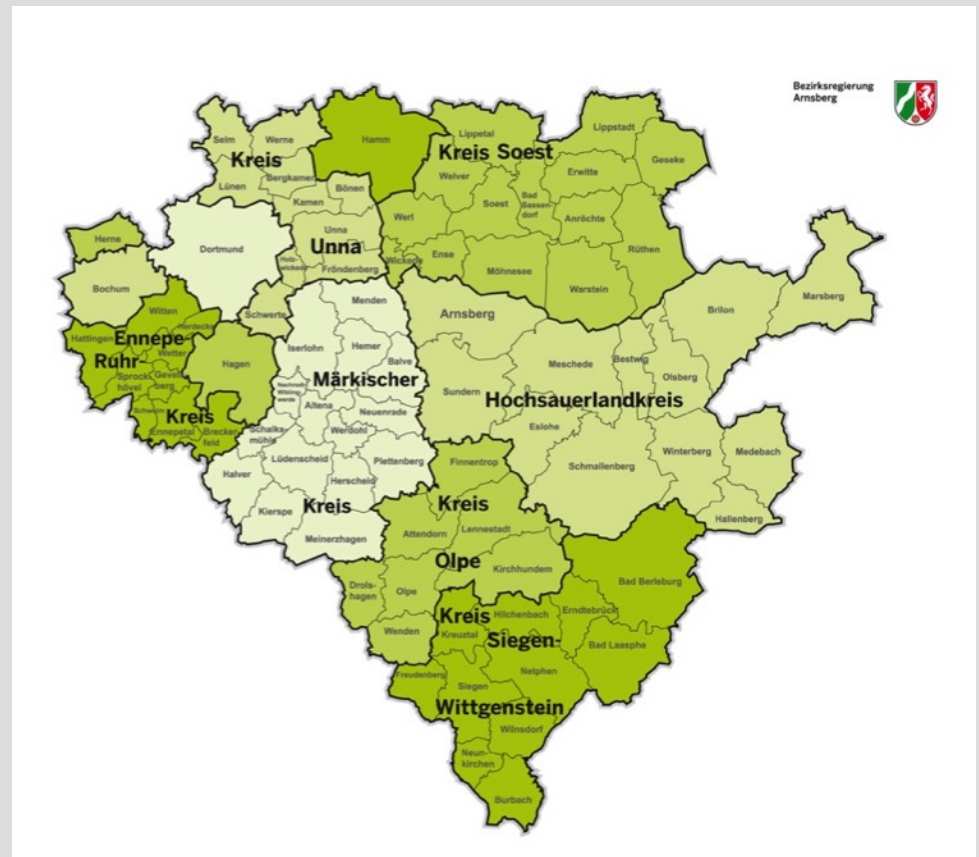 Bezirksregierung
Arnsberg
Selm
Werne
Hamm
Lippetal
Lippstadt
Kreis
Kreis Soest
Geseke
Bergkamen
Lünen
Bönen
Welver
Erwitte
Kamen
Soest
Bad
Sassen-
dorf
Werl
Anröchte
Unna
Unna
Herne
Dortmund
Holz-
wickede
Fröndenberg
Wickede
Ense
Möhnesee
Rüthen
Warstein
Bochum
Schwerte
Menden
Arnsberg
Brilon
Marsberg
Witten
Herdecke
Hattingen
Ennepe-
Wetter
Ruhr-
Hagen
Iserlohn
Hemer
Balve
Meschede
Bestwig
Olsberg
Sprock-
hövel
Gevels-
berg
Märkischer
Nachrodt-
Wibling-
werde
Altena
Neuenrade
Sundern
Hochsauerlandkreis
Schwelm
Kreis
Ennepetal
Brecker-
feld
Schalks-
mühle
Werdohl
Eslohe
Lüdenscheid
Plettenberg
Finnentrop
Schmallenberg
Winterberg
Medebach
Halver
Herscheid
Kierspe
Kreis
Kreis
Hallenberg
Meinerzhagen
Attendorn
Lennestadt
Olpe
Kirchhundem
Drols-
hagen
Olpe
Bad Berleburg
Wenden
Kreis
Hilchenbach
Erndtebrück
Kreuztal
Siegen-
Bad Laasphe
Freudenberg
Netphen
Siegen
Wittgenstein
Wilnsdorf
Neun-
kirchen
Burbach